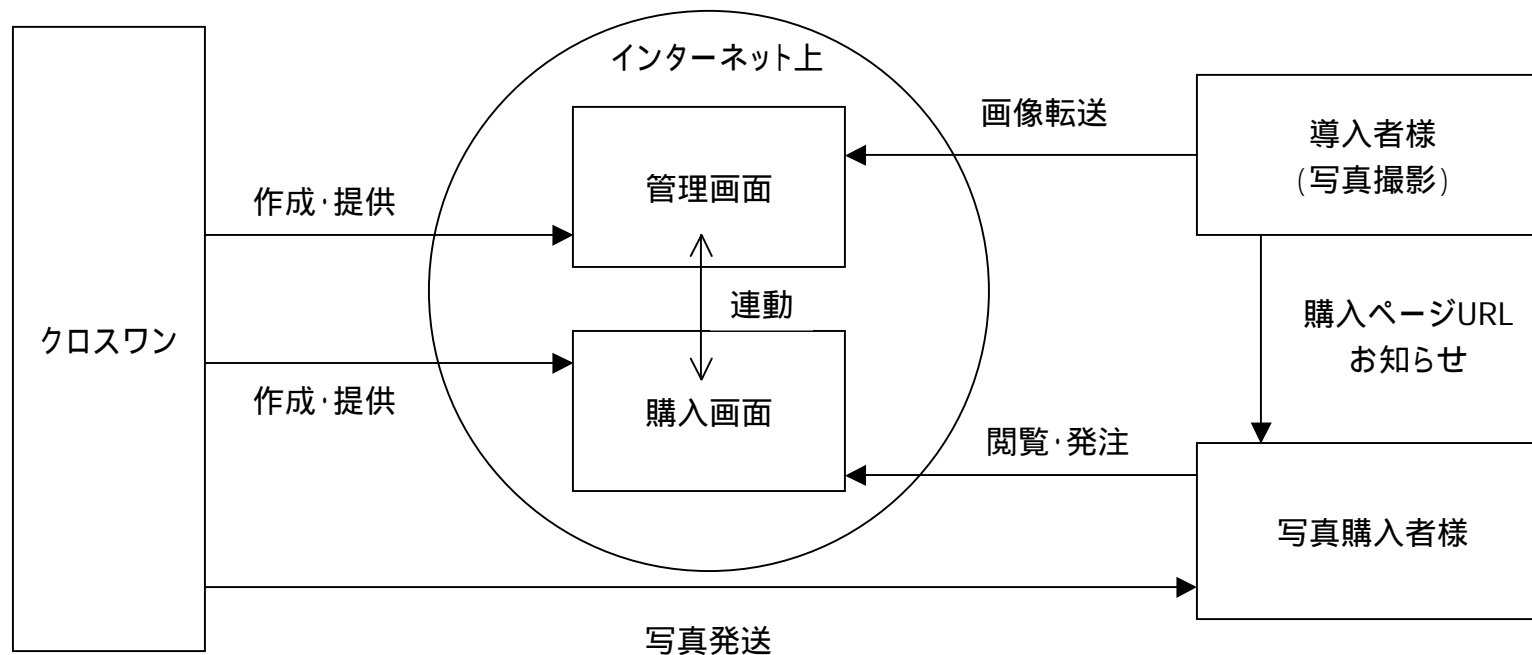 インターネット上
画像転送
導入者様
(写真撮影)
管理画面
作成・提供
連動
購入ページURL
お知らせ
クロスワン
作成・提供
購入画面
閲覧・発注
写真購入者様
写真発送